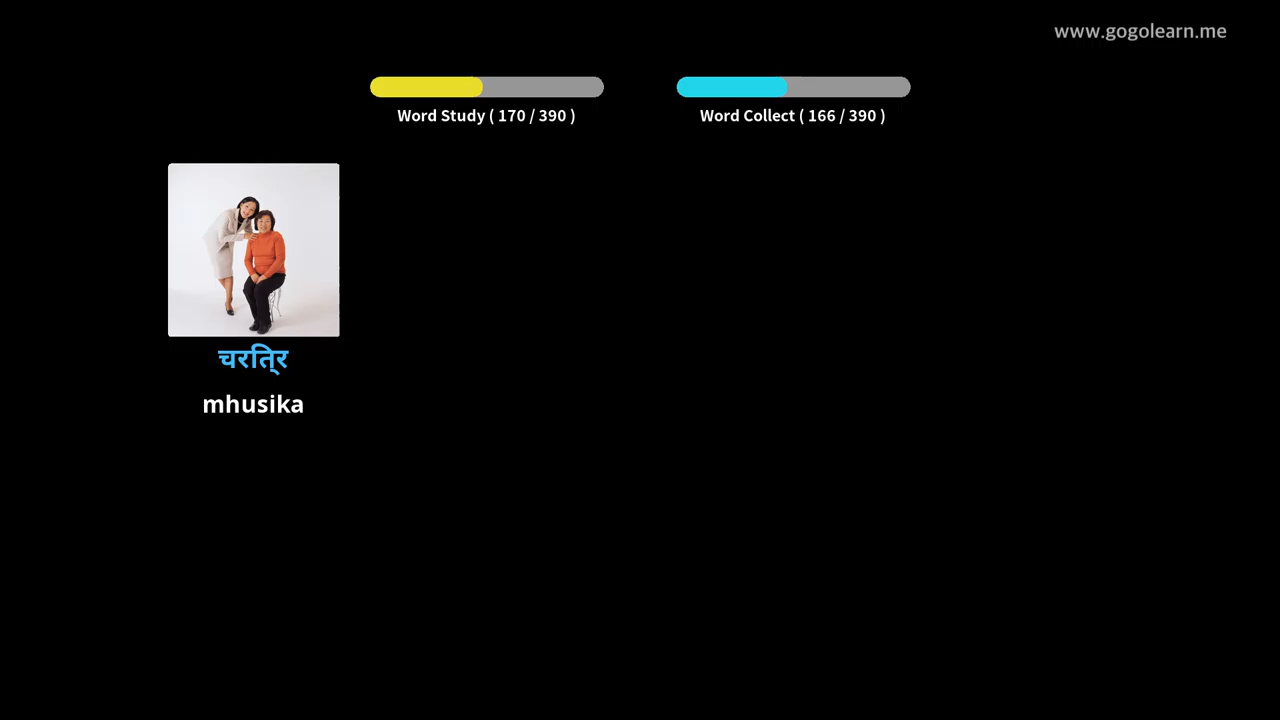 www.gogolearn.me
Word Study ( 170 / 390 )
Word Collect ( 166 / 390 )
चरित्र
mhusika